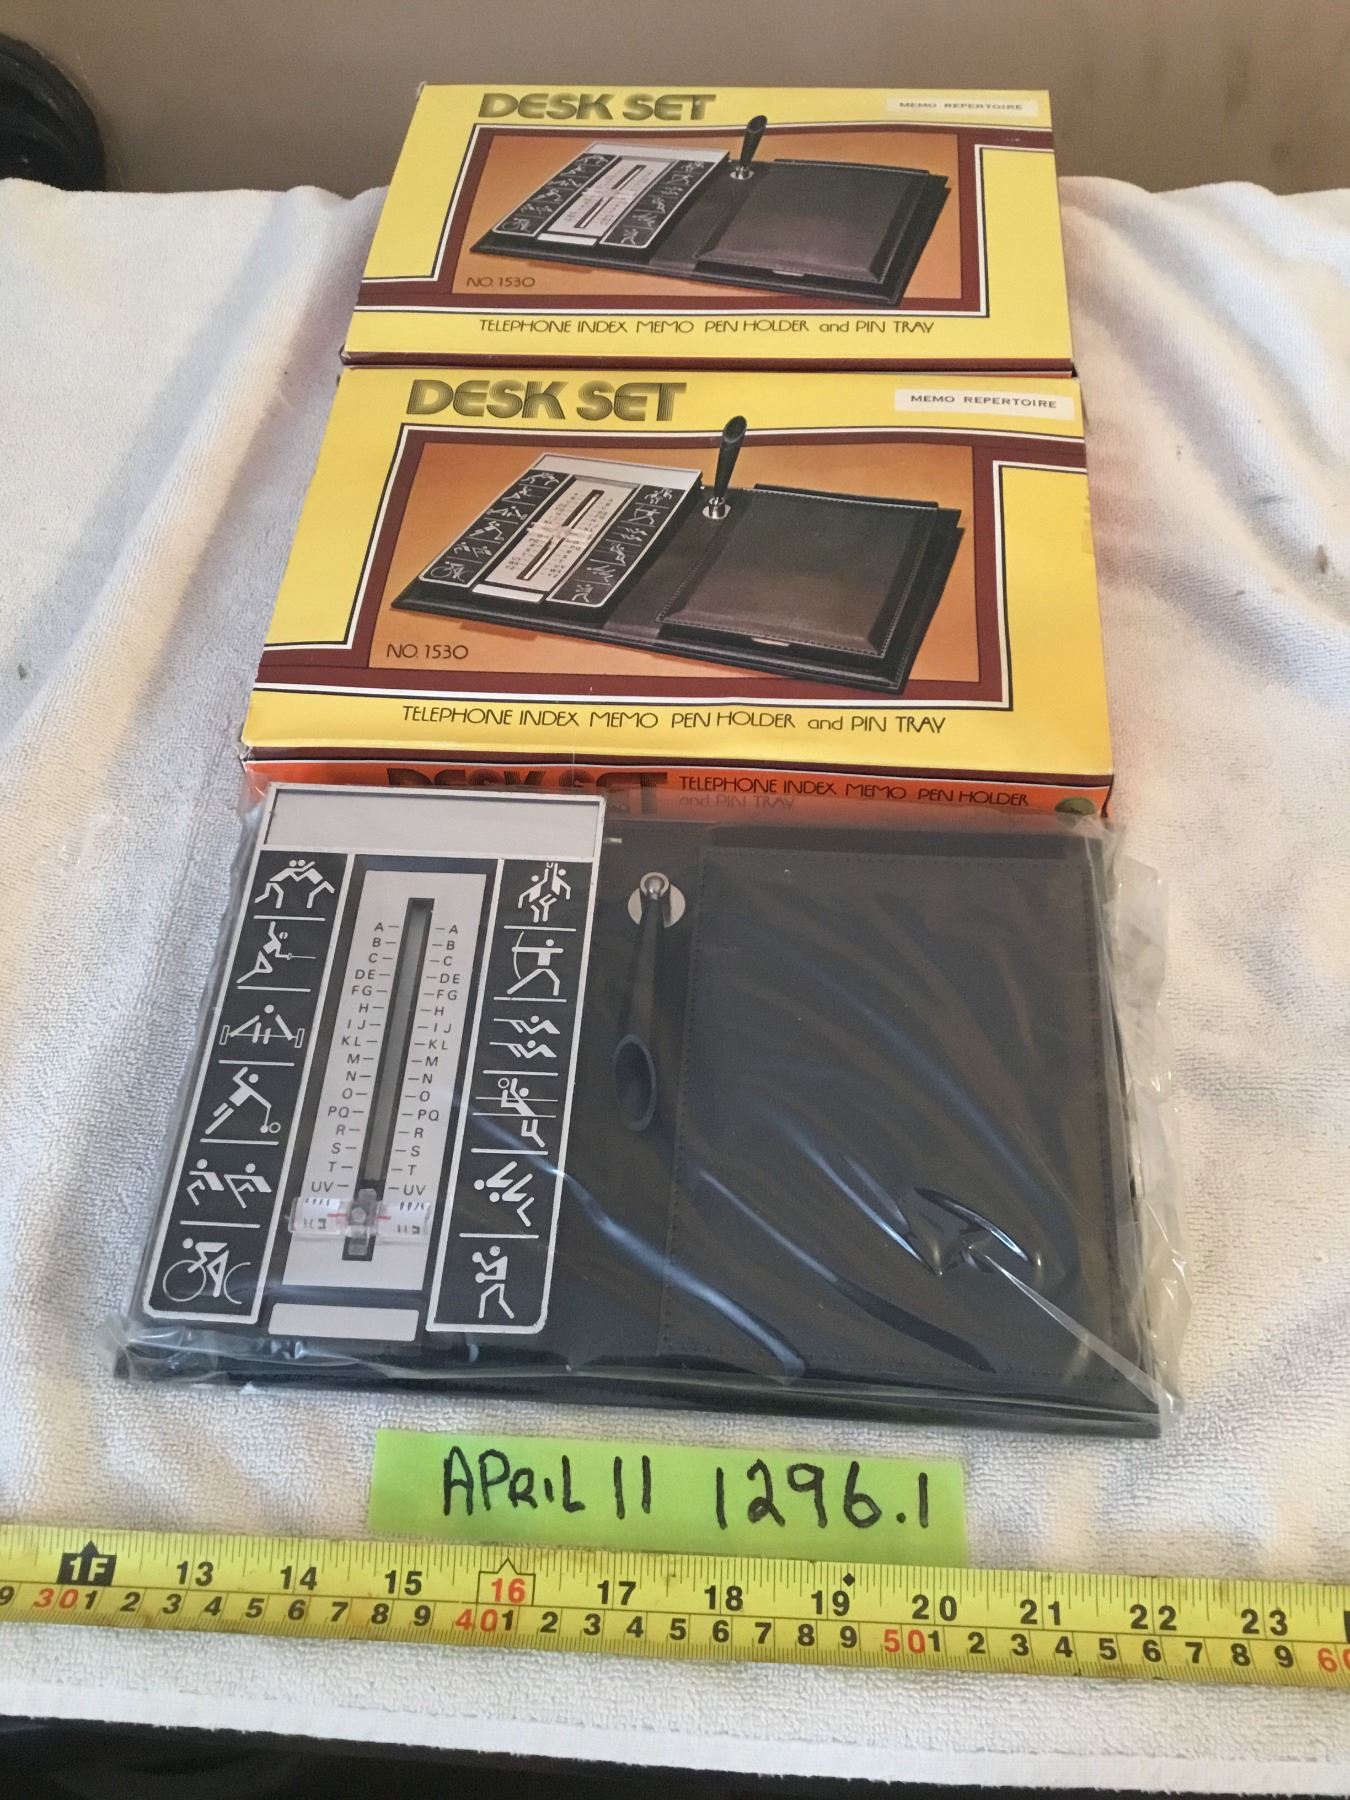 DESK SET
MEMO REPERTOIRE
NO. 1530
TELEPHONE INDEX MEMO PEN HOLDER and PIN TRAY
DESK SET
MEMO REPERTOIRE
NO. 1530
TELEPHONE INDEX MEMO PEN HOLDER and PIN TRAY
DESK SET
TELEPHONE INDEX MEMO PEN HOLDER
and PIN TRAY
A A
B B
C C
DE DE
FG FG
H H
IJ IJ
KL KL
M M
N N
O O
PQ PQ
R R
S S
T T
UV UV
APRIL 11 1296.1
1F 13 14 15 16 17 18 19 20 21 22 23
9 30 1 2 3 4 5 6 7 8 9 40 1 2 3 4 5 6 7 8 9 50 1 2 3 4 5 6 7 8 9 60